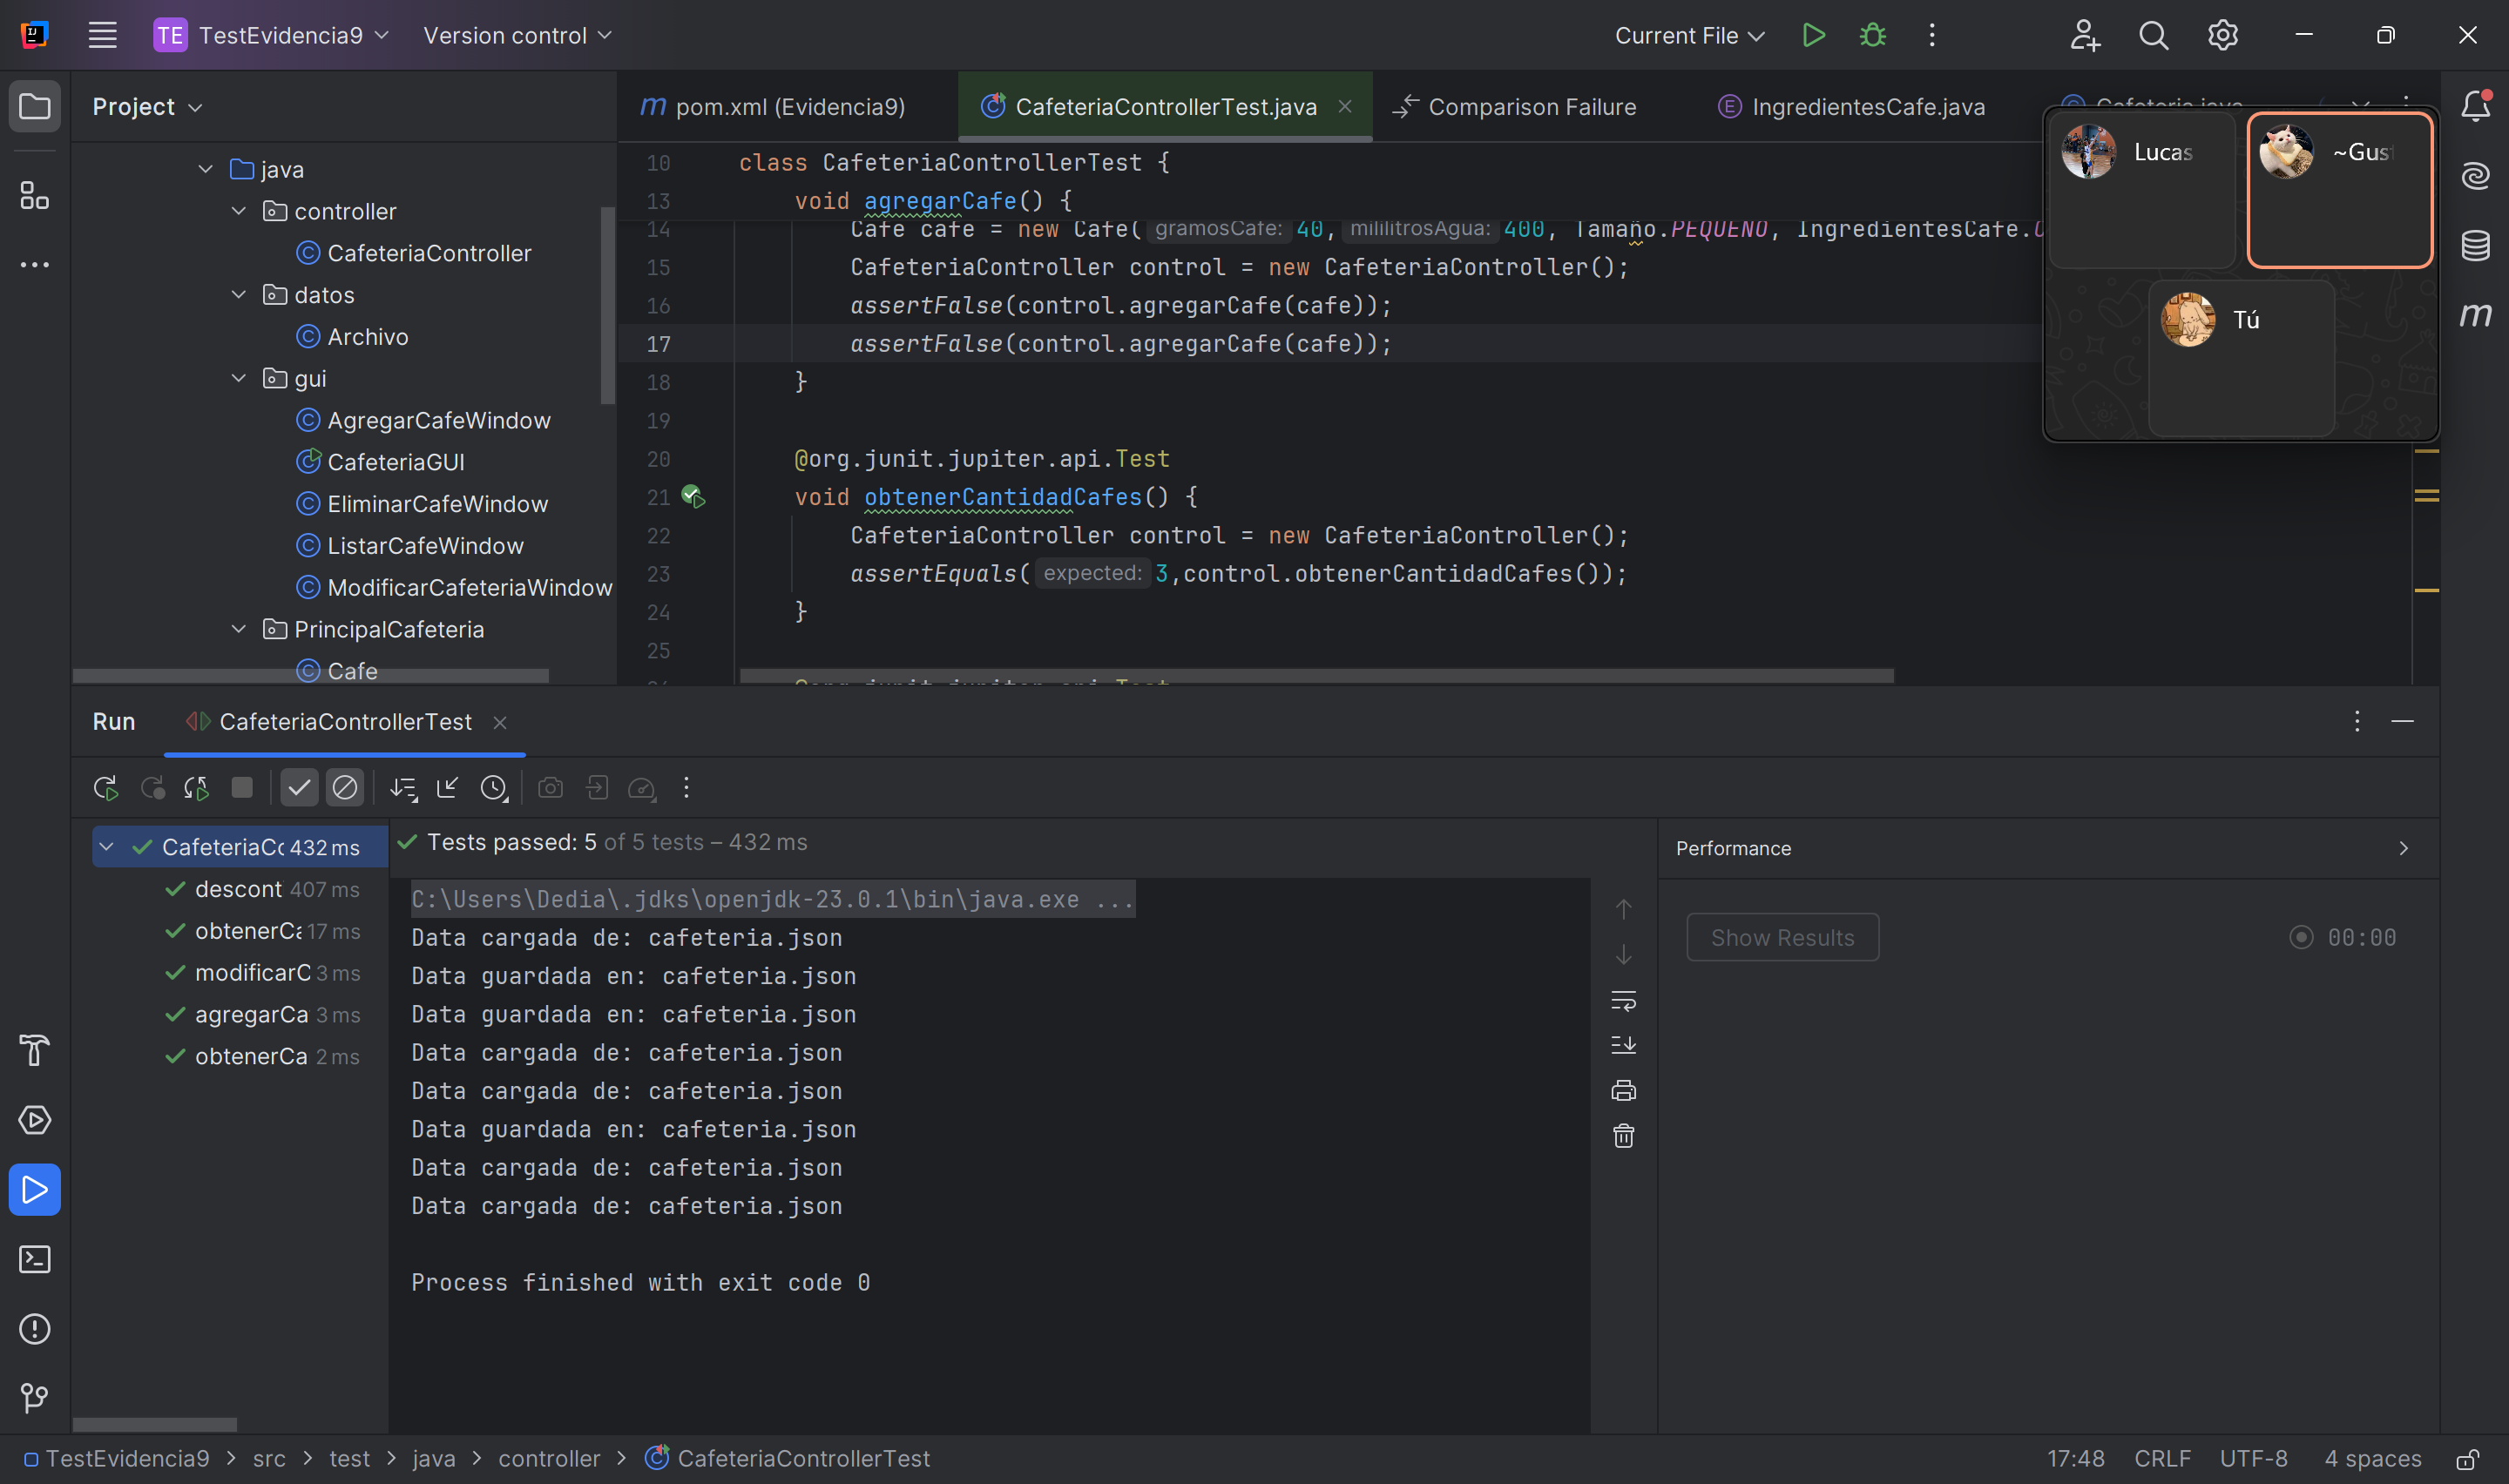 TE TestEvidencia9 Version control Current File
Project
java
controller
CafeteriaController
datos
Archivo
gui
AgregarCafeWindow
CafeteriaGUI
EliminarCafeWindow
ListarCafeWindow
ModificarCafeteriaWindow
PrincipalCafeteria
Cafe
m pom.xml (Evidencia9) CafeteriaControllerTest.java Comparison Failure IngredientesCafe.java
10 class CafeteriaControllerTest {
13 void agregarCafe() {
14 Cafe cafe = new Cafe( gramosCafe: 40, mililitrosAgua: 400, Tamaño.PEQUENO, IngredientesCafe.
15 CafeteriaController control = new CafeteriaController();
16 assertFalse(control.agregarCafe(cafe));
17 assertFalse(control.agregarCafe(cafe));
18 }
19
20 @org.junit.jupiter.api.Test
21 void obtenerCantidadCafes() {
22 CafeteriaController control = new CafeteriaController();
23 assertEquals( expected: 3,control.obtenerCantidadCafes());
24 }
25
Lucas
~Gus
Tú
m
Run CafeteriaControllerTest
CafeteriaCo 432 ms
descont 407 ms
obtenerCa 17 ms
modificarC 3 ms
agregarCa 3 ms
obtenerCa 2 ms
Tests passed: 5 of 5 tests – 432 ms
C:\Users\Dedia\.jdks\openjdk-23.0.1\bin\java.exe ...
Data cargada de: cafeteria.json
Data guardada en: cafeteria.json
Data guardada en: cafeteria.json
Data cargada de: cafeteria.json
Data cargada de: cafeteria.json
Data guardada en: cafeteria.json
Data cargada de: cafeteria.json
Data cargada de: cafeteria.json
Process finished with exit code 0
Performance
Show Results 00:00
TestEvidencia9 > src > test > java > controller > CafeteriaControllerTest
17:48 CRLF UTF-8 4 spaces